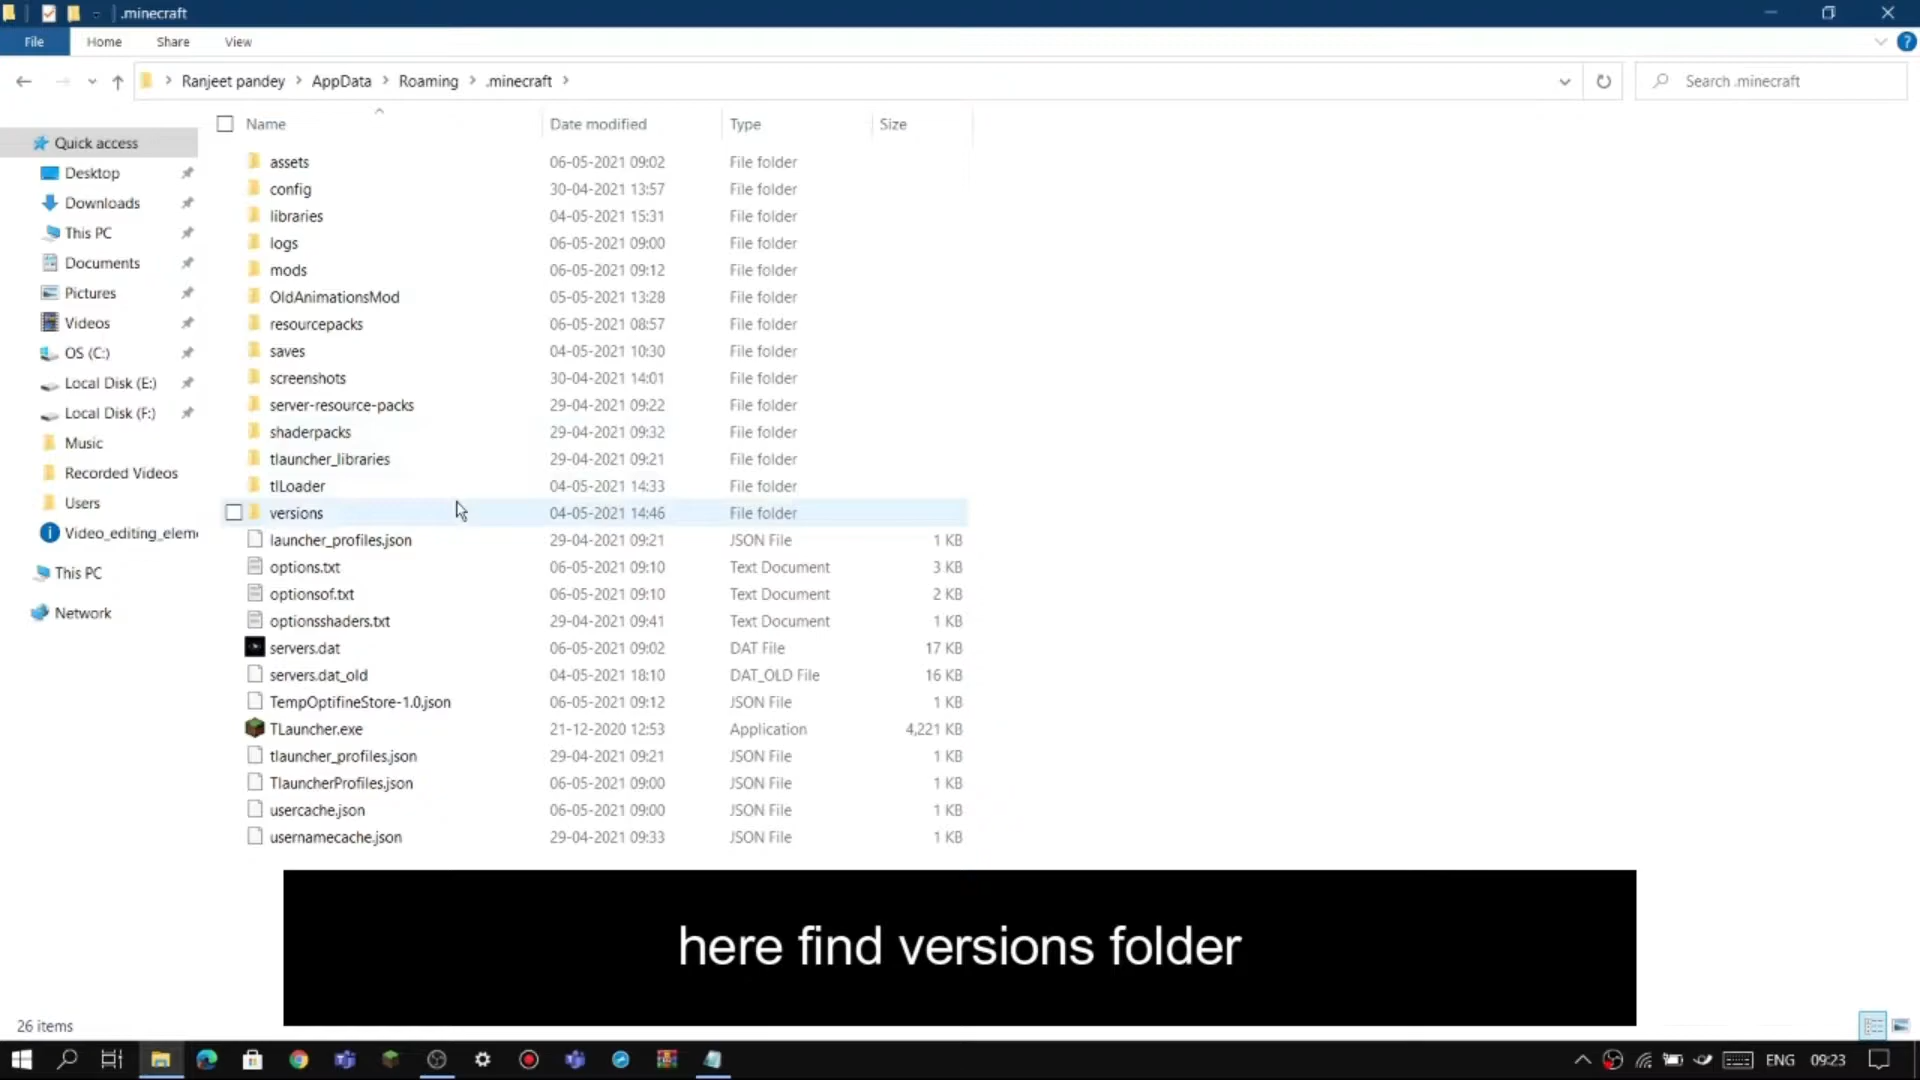 .minecraft
File Home Share View
Ranjeet pandey > AppData > Roaming > .minecraft >
Search .minecraft
Name Date modified Type Size
Quick access
Desktop
Downloads
This PC
Documents
Pictures
Videos
OS (C:)
Local Disk (E:)
Local Disk (F:)
Music
Recorded Videos
Users
Video_editing_elem
This PC
Network
assets 06-05-2021 09:02 File folder
config 30-04-2021 13:57 File folder
libraries 04-05-2021 15:31 File folder
logs 06-05-2021 09:00 File folder
mods 06-05-2021 09:12 File folder
OldAnimationsMod 05-05-2021 13:28 File folder
resourcepacks 06-05-2021 08:57 File folder
saves 04-05-2021 10:30 File folder
screenshots 30-04-2021 14:01 File folder
server-resource-packs 29-04-2021 09:22 File folder
shaderpacks 29-04-2021 09:32 File folder
tlauncher_libraries 29-04-2021 09:21 File folder
tlLoader 04-05-2021 14:33 File folder
versions 04-05-2021 14:46 File folder
launcher_profiles.json 29-04-2021 09:21 JSON File 1 KB
options.txt 06-05-2021 09:10 Text Document 3 KB
optionsof.txt 06-05-2021 09:10 Text Document 2 KB
optionsshaders.txt 29-04-2021 09:41 Text Document 1 KB
servers.dat 06-05-2021 09:02 DAT File 17 KB
servers.dat_old 04-05-2021 18:10 DAT_OLD File 16 KB
TempOptifineStore-1.0.json 06-05-2021 09:12 JSON File 1 KB
TLauncher.exe 21-12-2020 12:53 Application 4,221 KB
tlauncher_profiles.json 29-04-2021 09:21 JSON File 1 KB
TlauncherProfiles.json 06-05-2021 09:00 JSON File 1 KB
usercache.json 06-05-2021 09:00 JSON File 1 KB
usernamecache.json 29-04-2021 09:33 JSON File 1 KB
here find versions folder
26 items
ENG 09:23